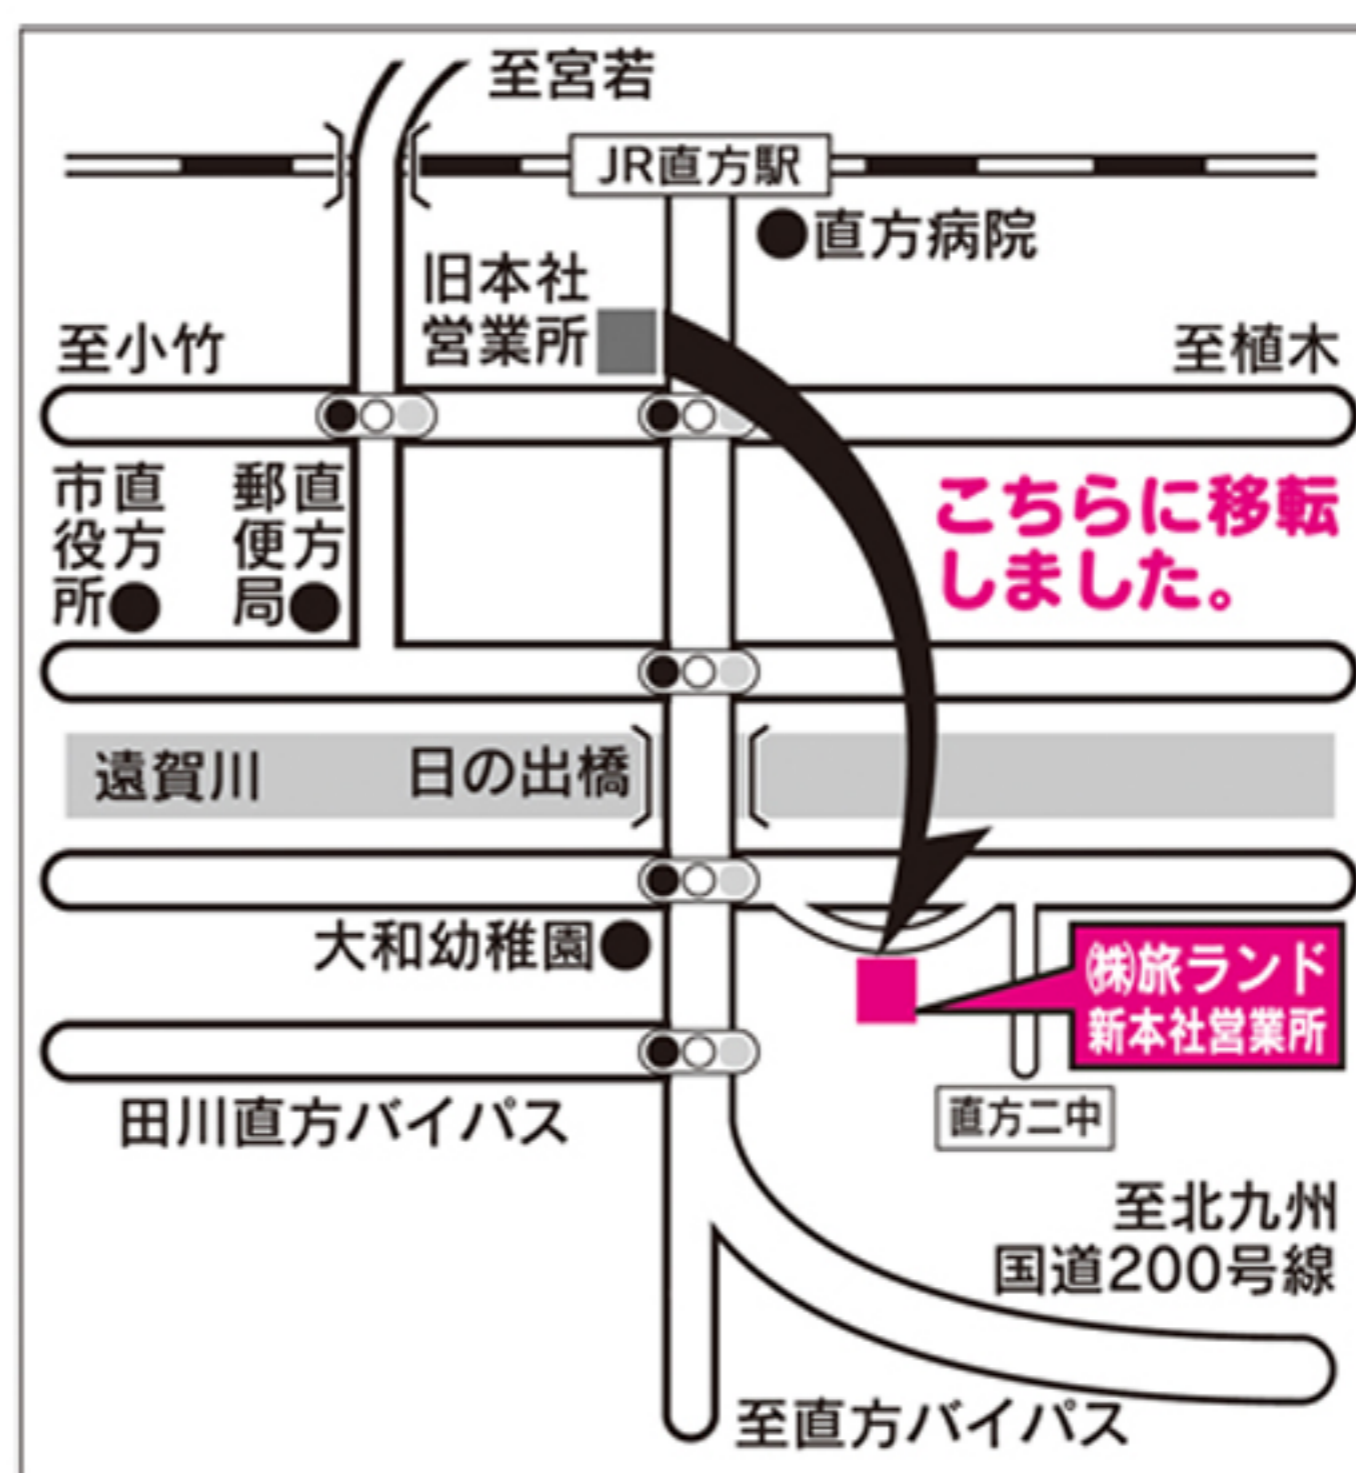 至宮若
JR直方駅
直方病院
旧本社
営業所
至小竹
至植木
直方
市役所
直方
郵便局
こちらに移転
しました。
遠賀川
日の出橋
大和幼稚園
㈱旅ランド
新本社営業所
田川直方バイパス
直方二中
至北九州
国道200号線
至直方バイパス